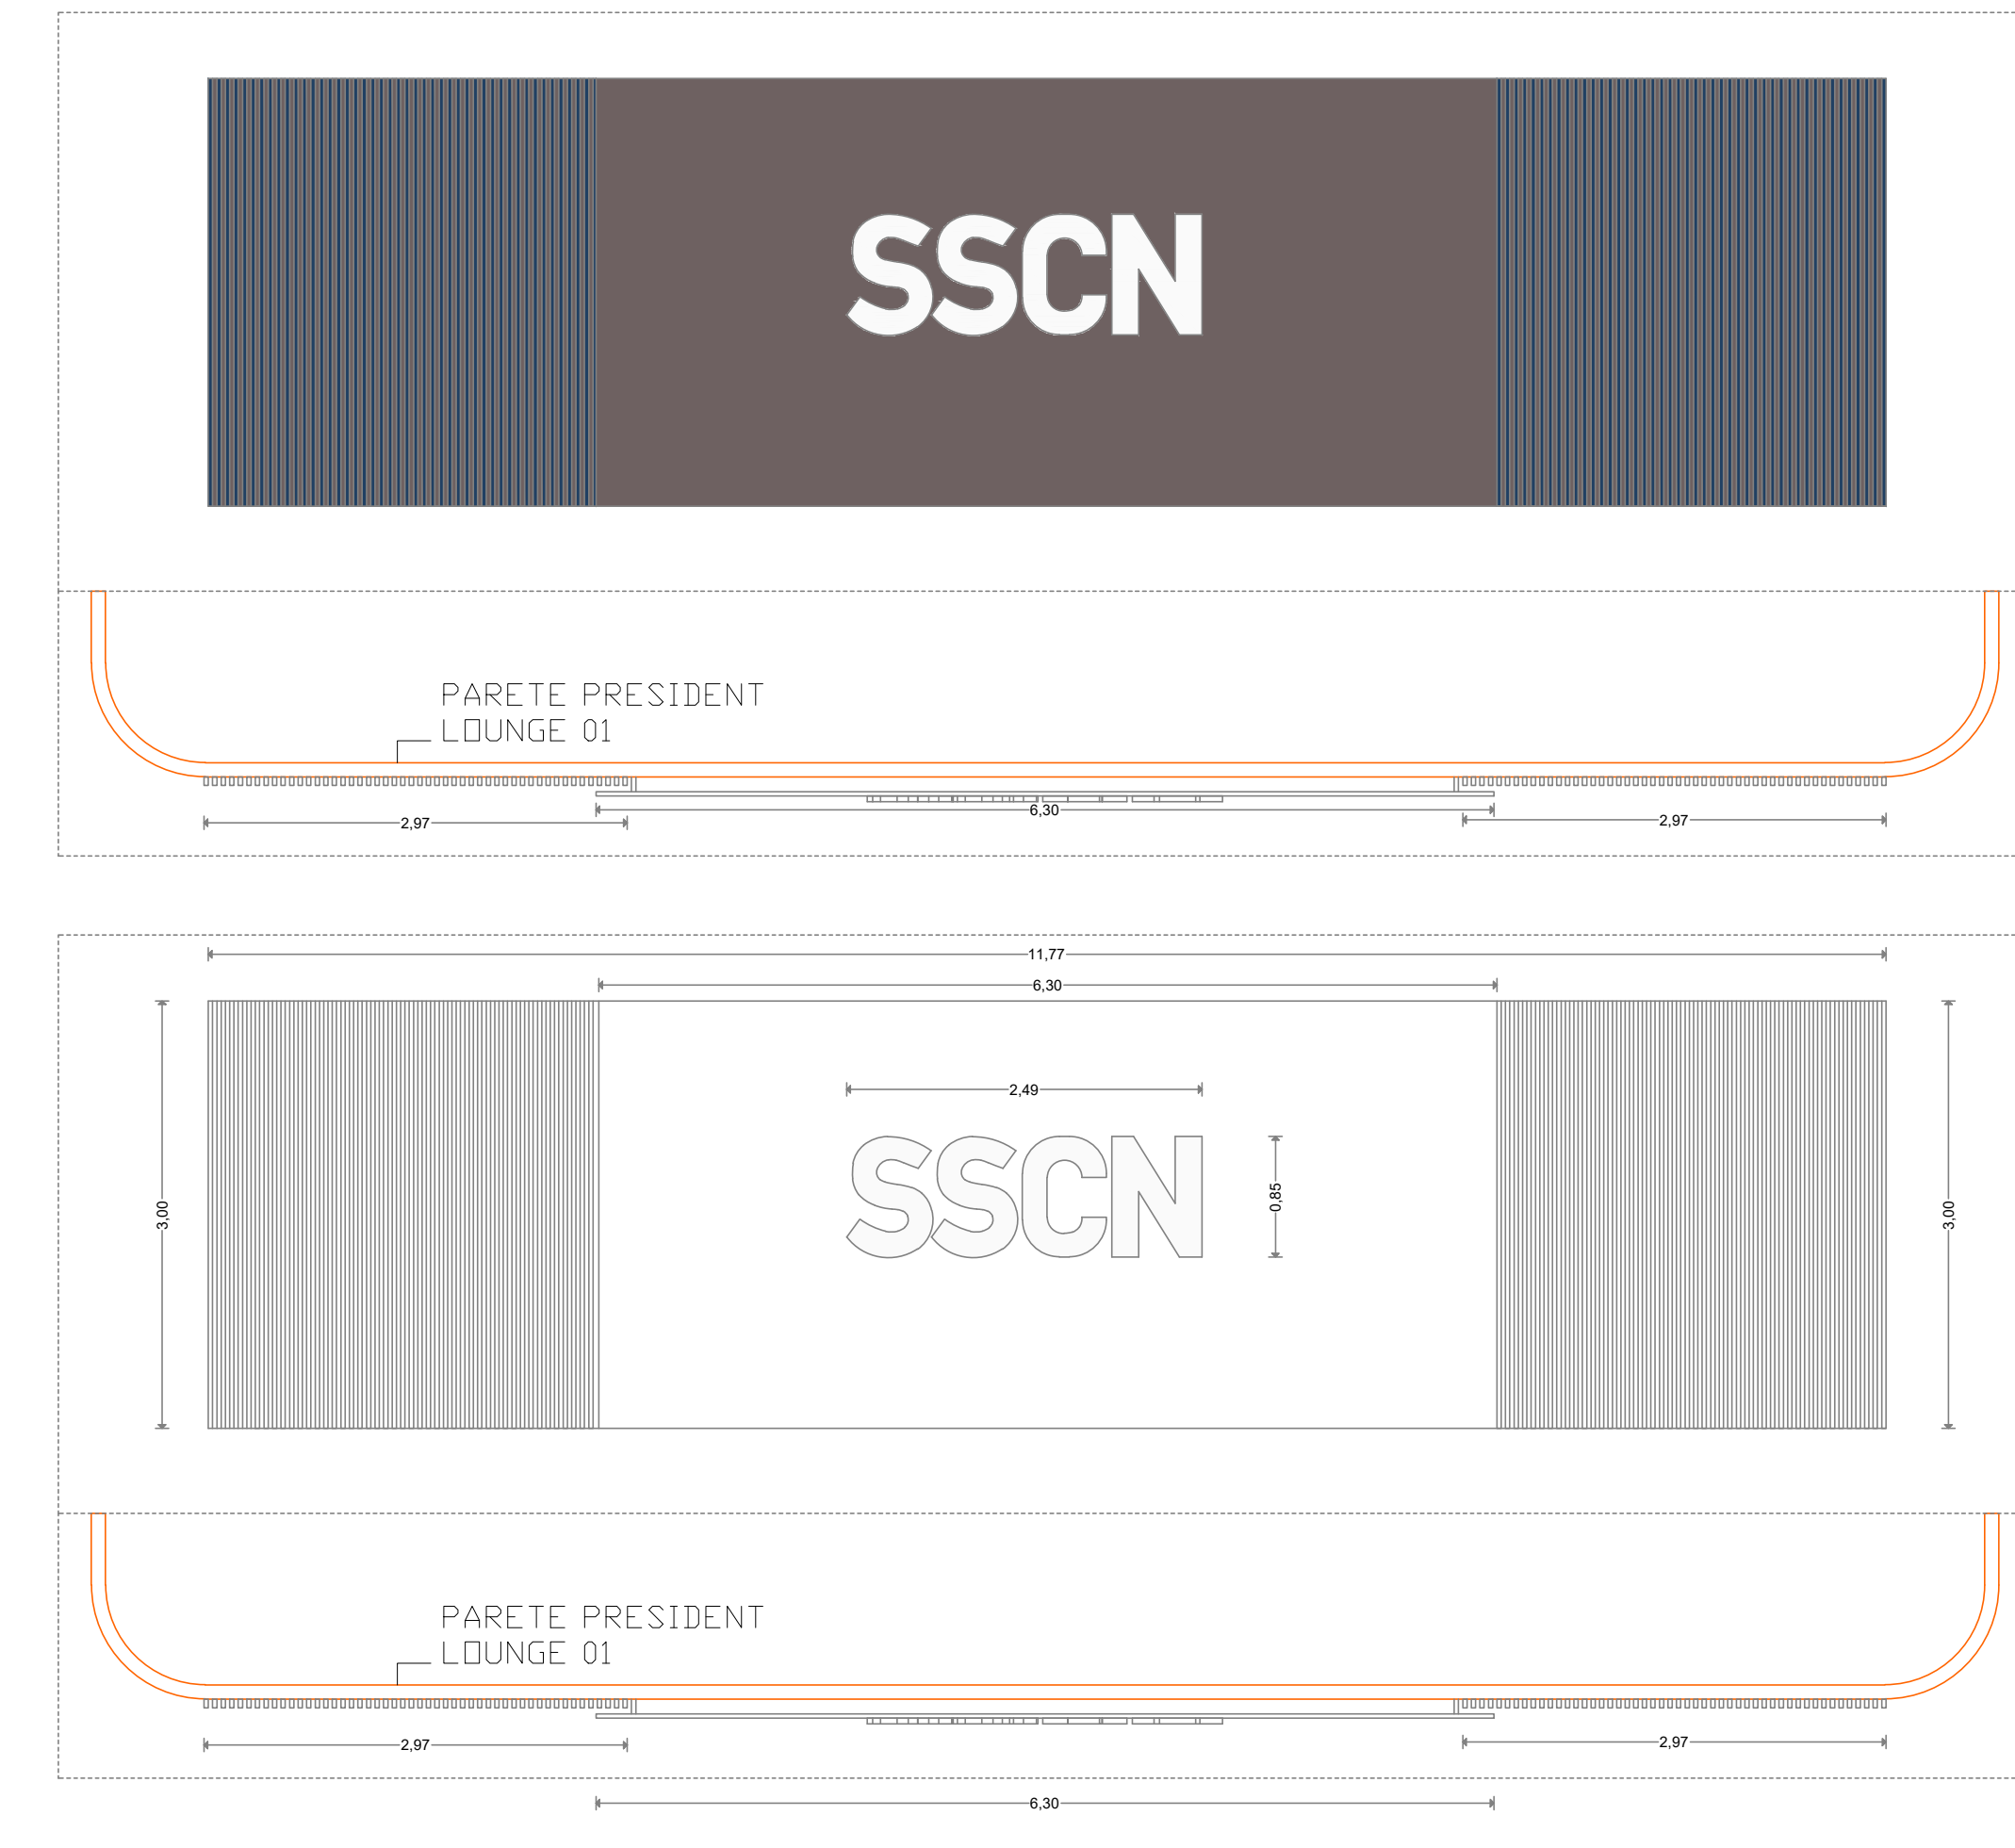 SSCN
PARETE PRESIDENT
LOUNGE 01
6,30
2,97
2,97
11,77
6,30
2,49
SSCN
0,85
3,00
3,00
PARETE PRESIDENT
LOUNGE 01
2,97
2,97
6,30